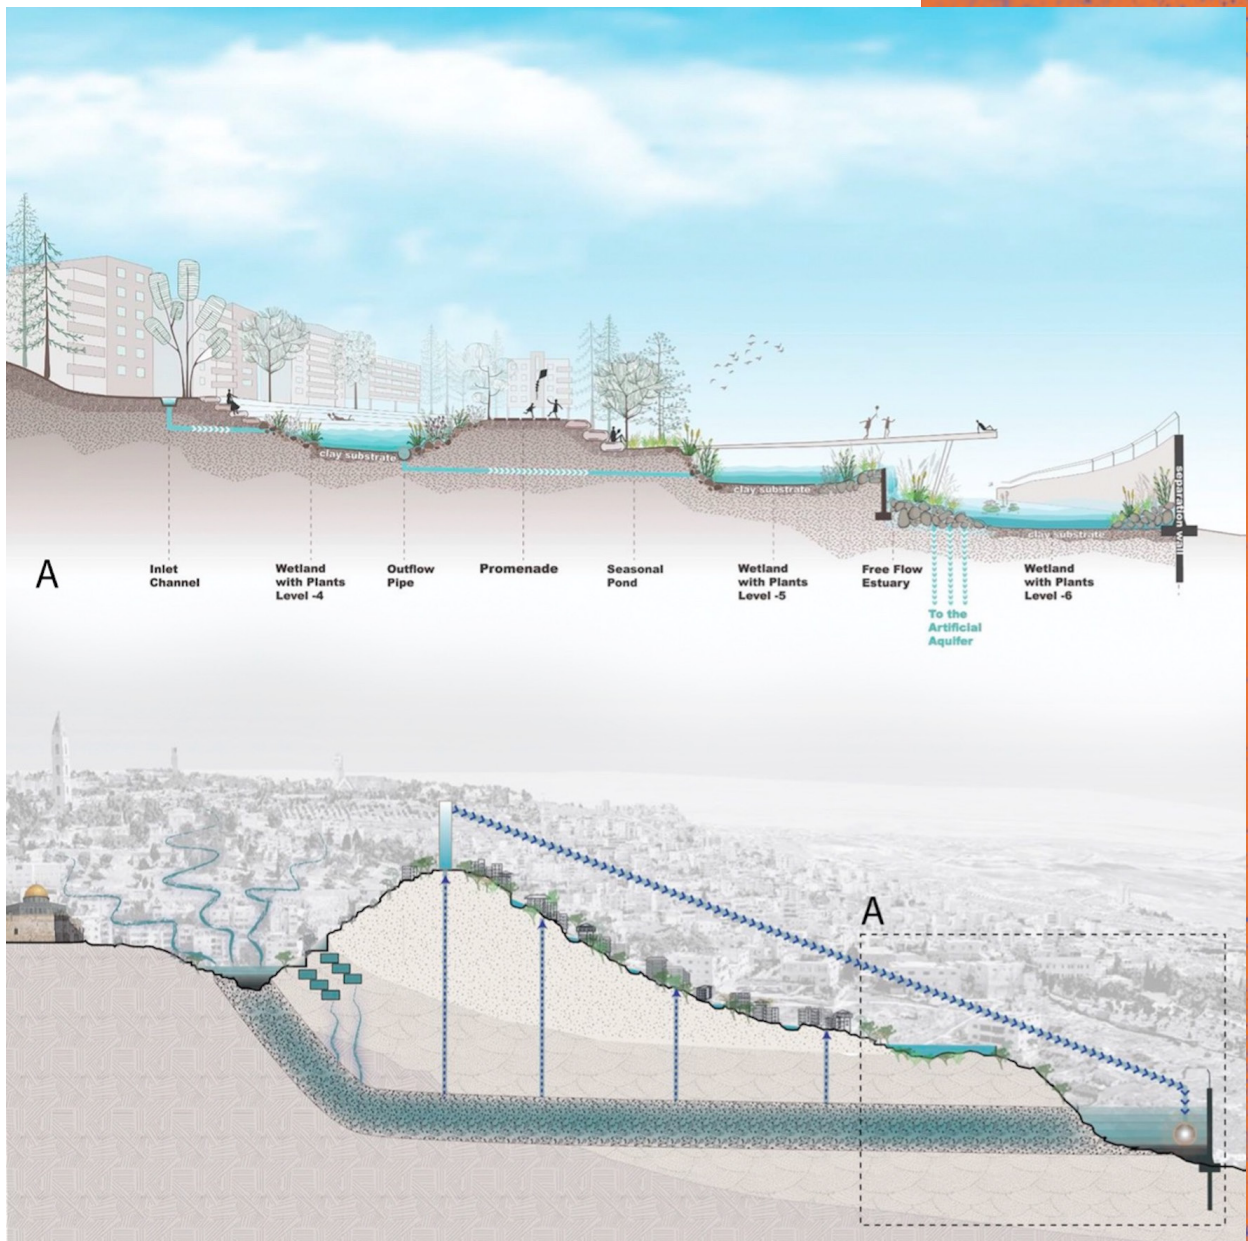 clay substrate
clay substrate
clay substrate
separation wall
A
Inlet
Channel
Wetland
with Plants
Level -4
Outflow
Pipe
Promenade
Seasonal
Pond
Wetland
with Plants
Level -5
Free Flow
Estuary
To the
Artificial
Aquifer
Wetland
with Plants
Level -6
A